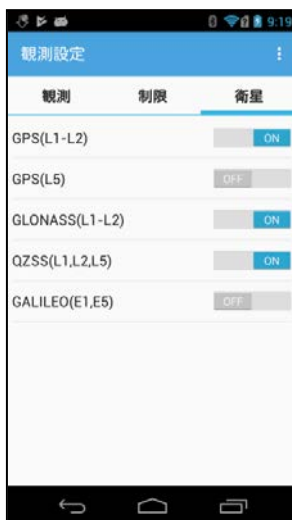 9:19
観測設定
観測 制限 衛星
GPS(L1-L2) ON
GPS(L5) OFF
GLONASS(L1-L2) ON
QZSS(L1,L2,L5) ON
GALILEO(E1,E5) OFF